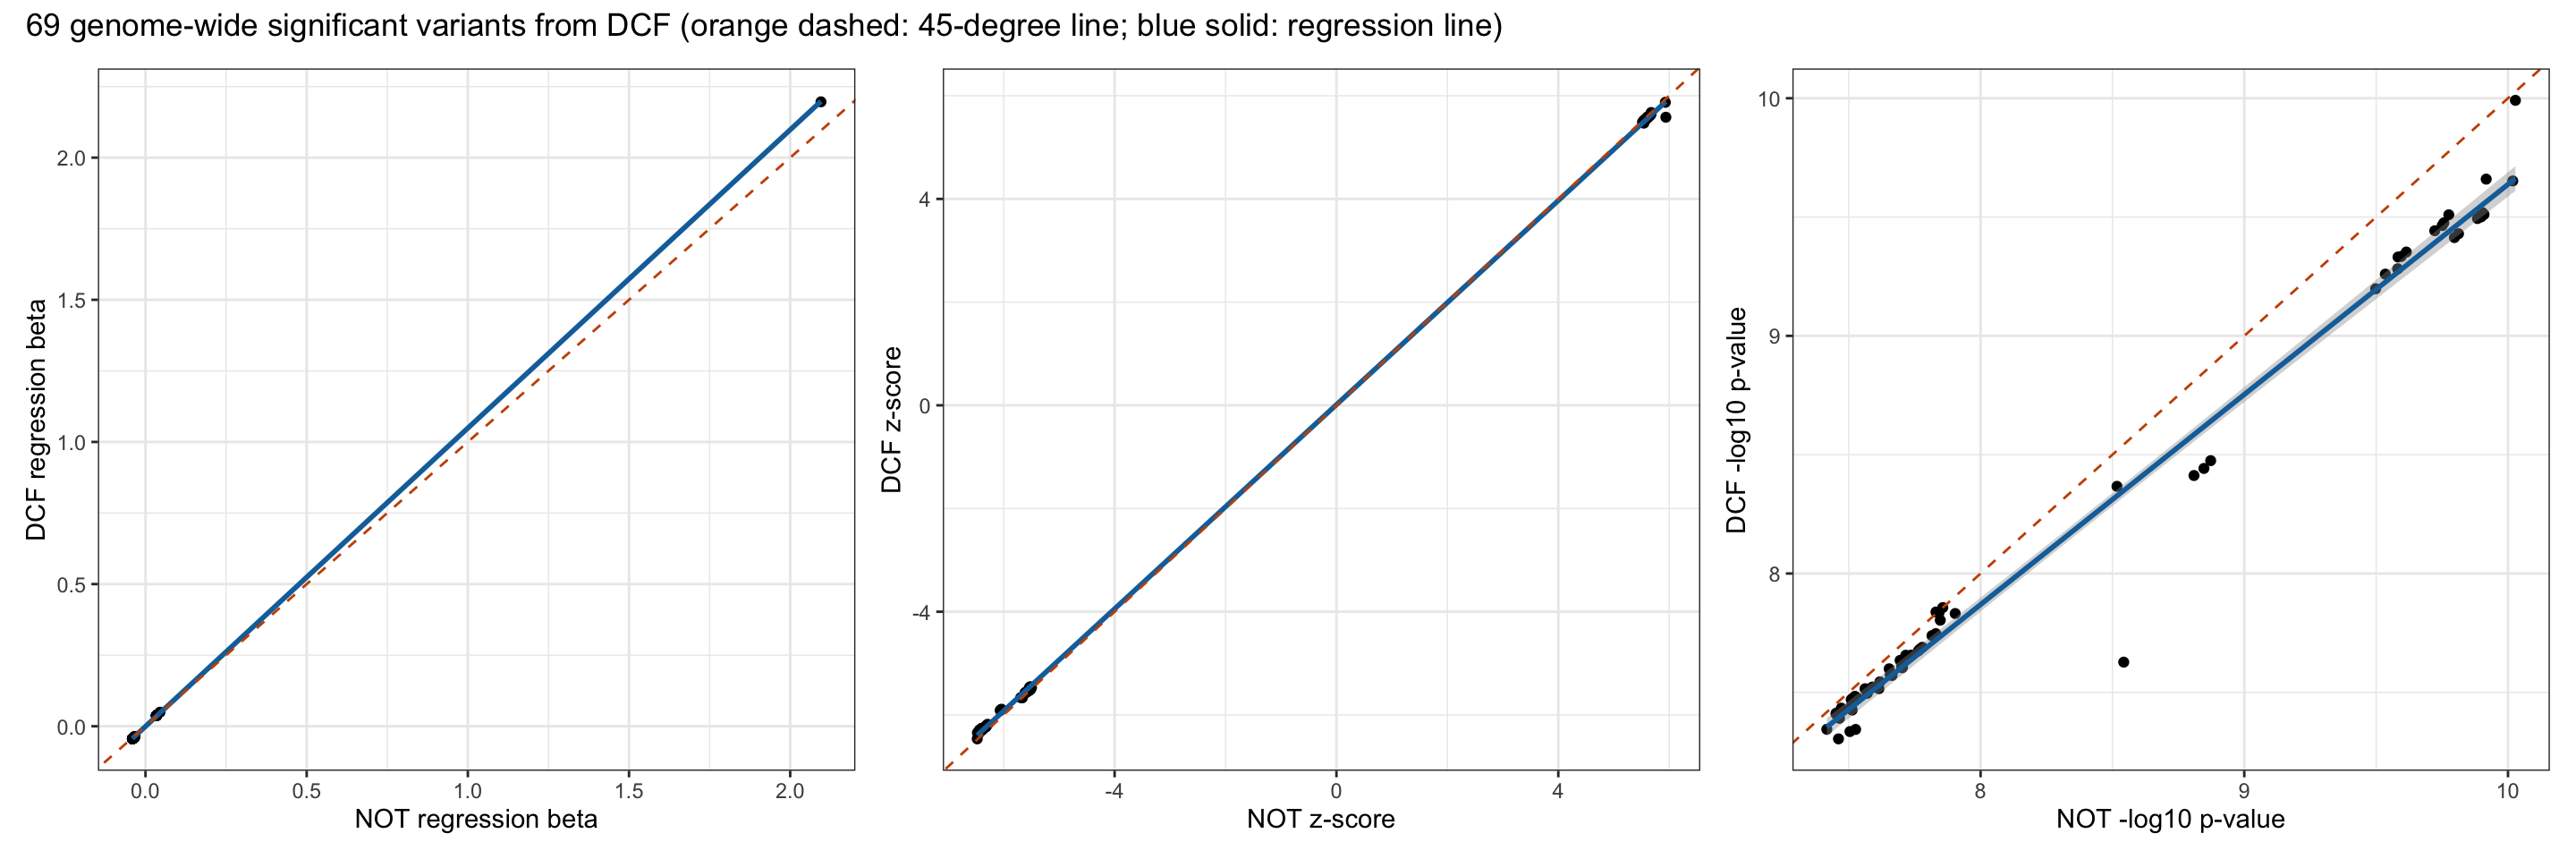 69 genome-wide significant variants from DCF (orange dashed: 45-degree line; blue solid: regression line)
DCF regression beta
2.0
1.5
1.0
0.5
0.0
0.0 0.5 1.0 1.5 2.0
NOT regression beta
DCF z-score
4
0
-4
-4 0 4
NOT z-score
DCF -log10 p-value
10
9
8
8 9 10
NOT -log10 p-value